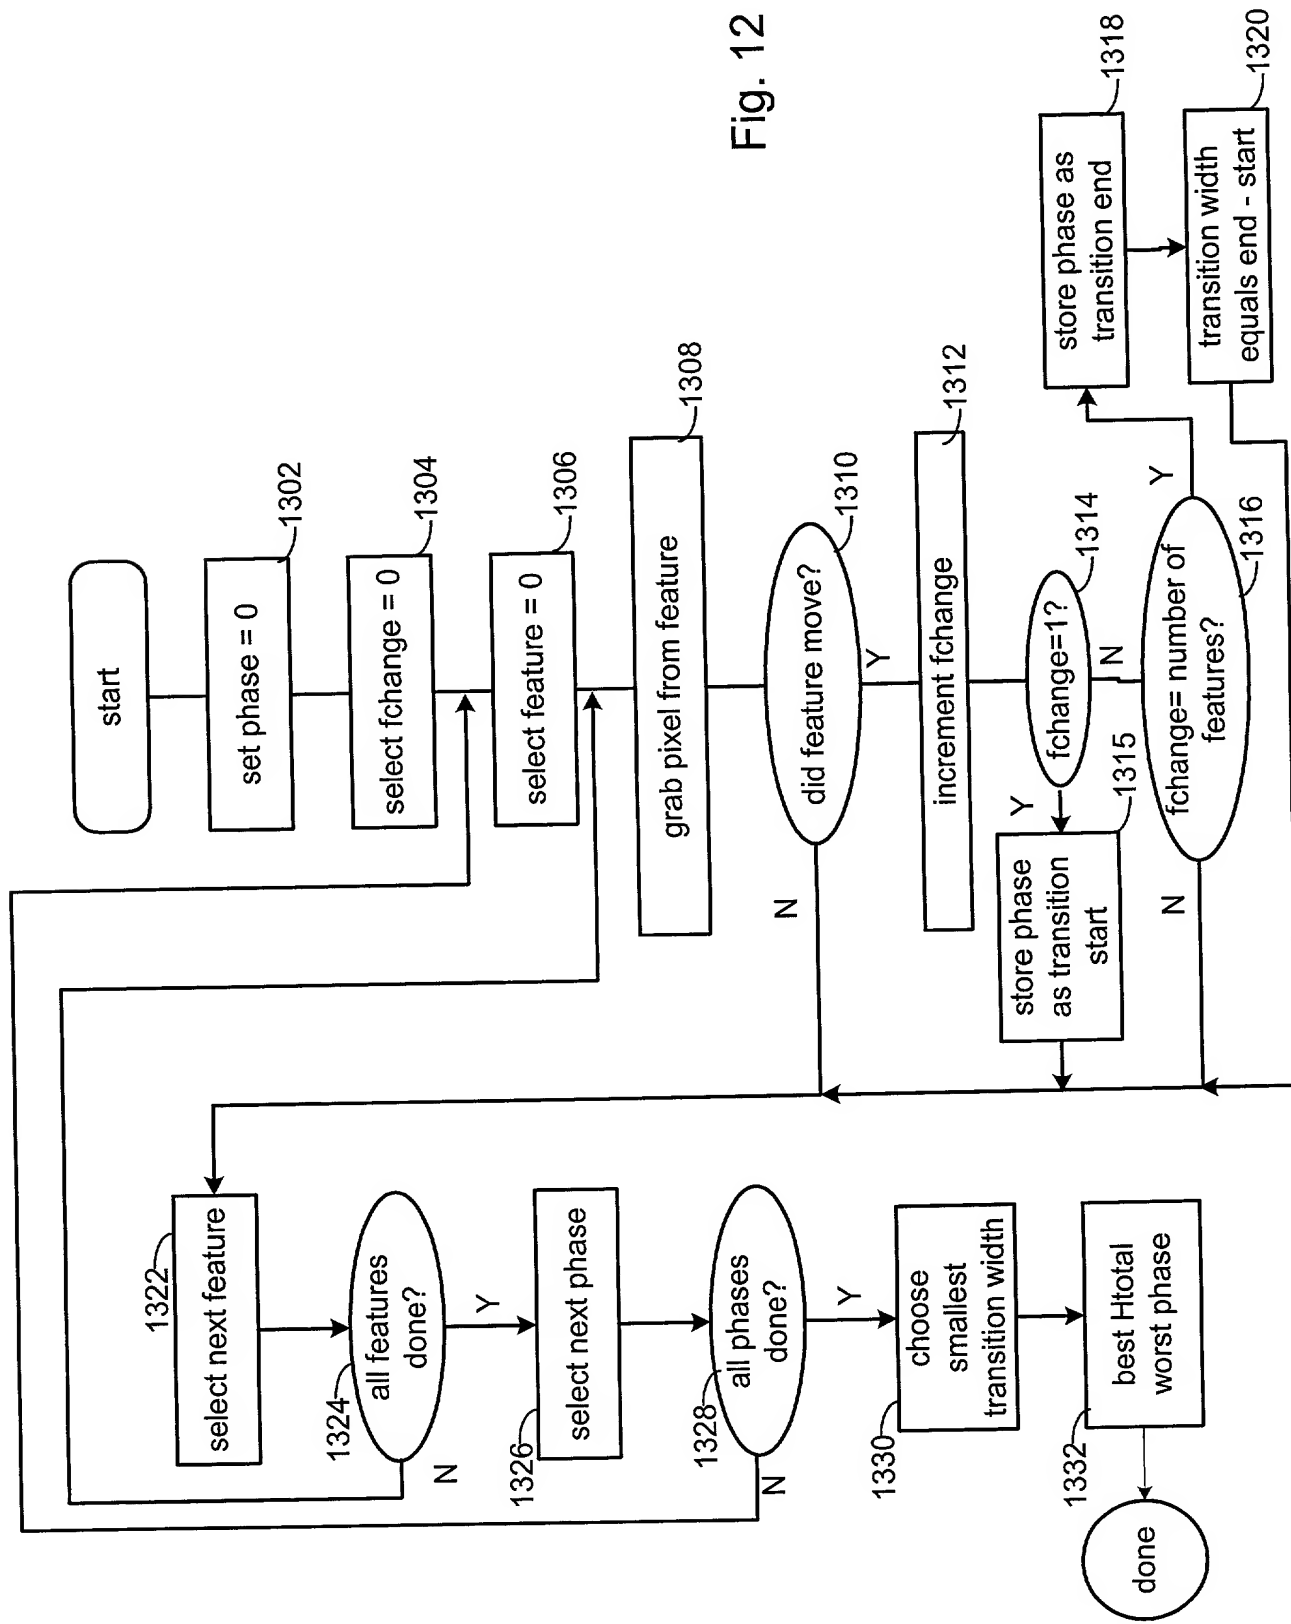 start
set phase = 0
1302
select fchange = 0
1304
select feature = 0
1306
grab pixel from feature
1308
did feature move?
1310
N
Y
increment fchange
1312
fchange=1?
1314
Y
N
store phase
as transition
start
1315
fchange= number of
features?
1316
N
Y
store phase as
transition end
1318
transition width
equals end - start
1320
1322
select next feature
1324
all features
done?
N
Y
1326
select next phase
1328
all phases
done?
N
Y
1330
choose
smallest
transition width
1332
best Htotal
worst phase
done
Fig. 12